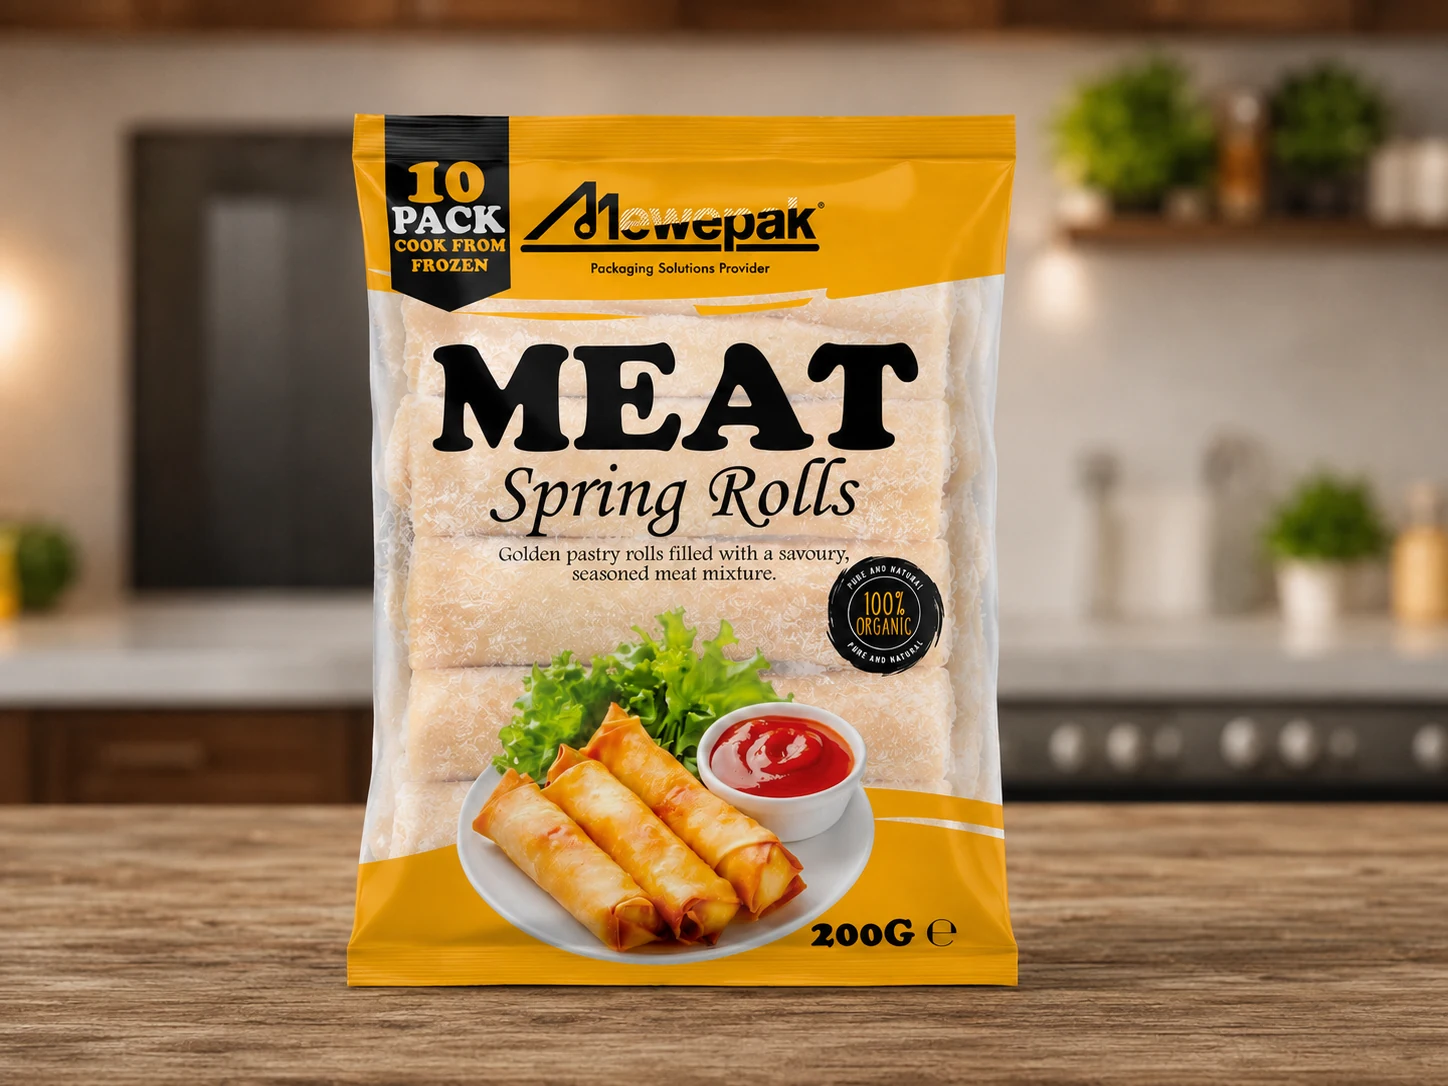 10
PACK
COOK FROM
FROZEN
Mewepak®
Packaging Solutions Provider
MEAT
Spring Rolls
Golden pastry rolls filled with a savoury,
seasoned meat mixture.
PURE AND NATURAL
100%
ORGANIC
PURE AND NATURAL
200G ℮